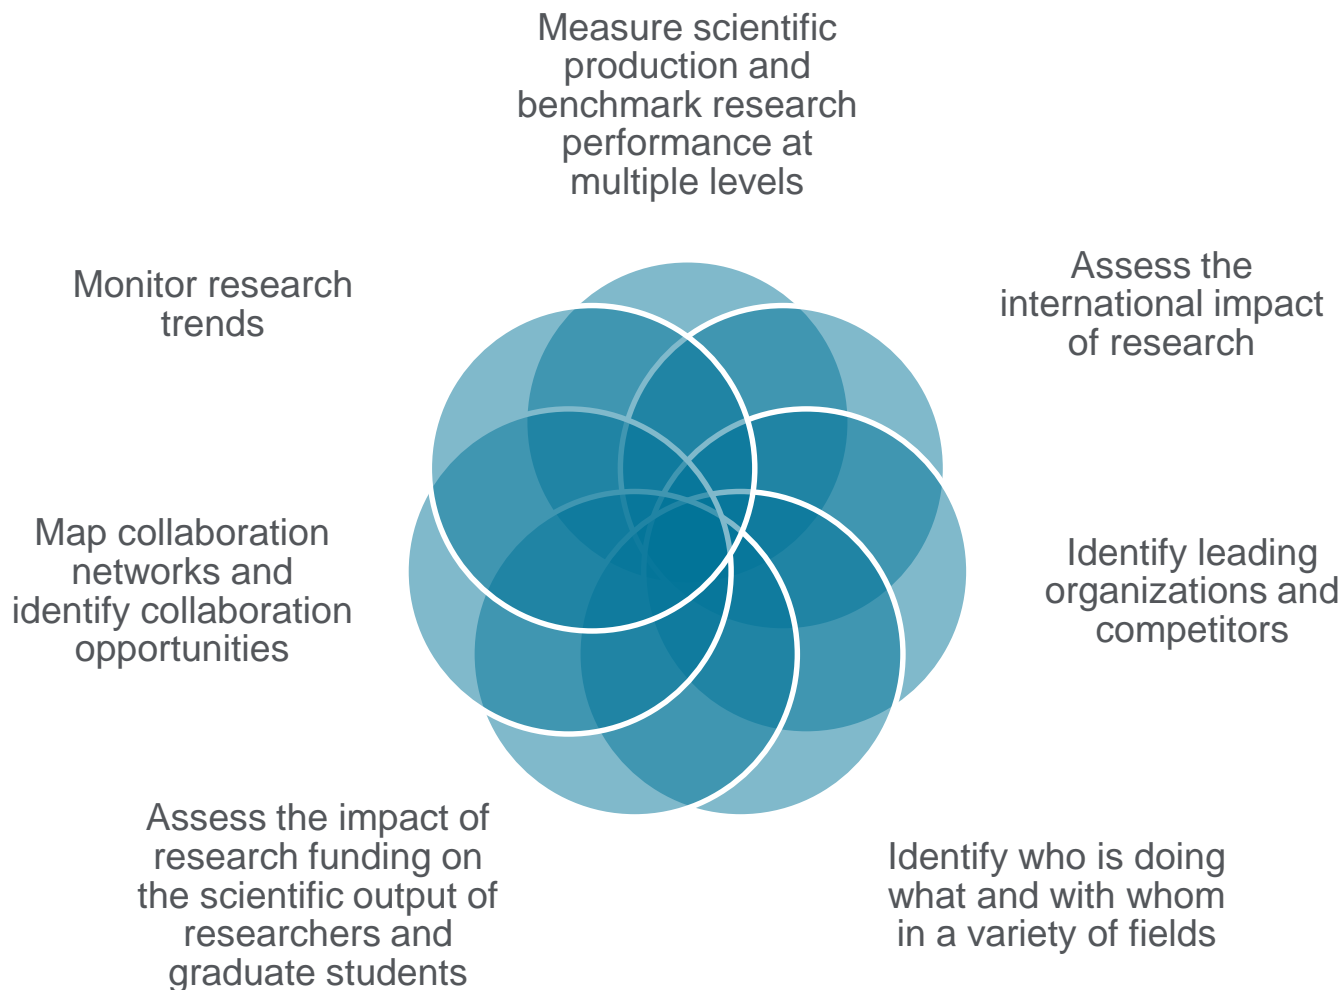 Measure scientific
production and
benchmark research
performance at
multiple levels
Assess the
international impact
of research
Identify leading
organizations and
competitors
Identify who is doing
what and with whom
in a variety of fields
Assess the impact of
research funding on
the scientific output of
researchers and
graduate students
Map collaboration
networks and
identify collaboration
opportunities
Monitor research
trends